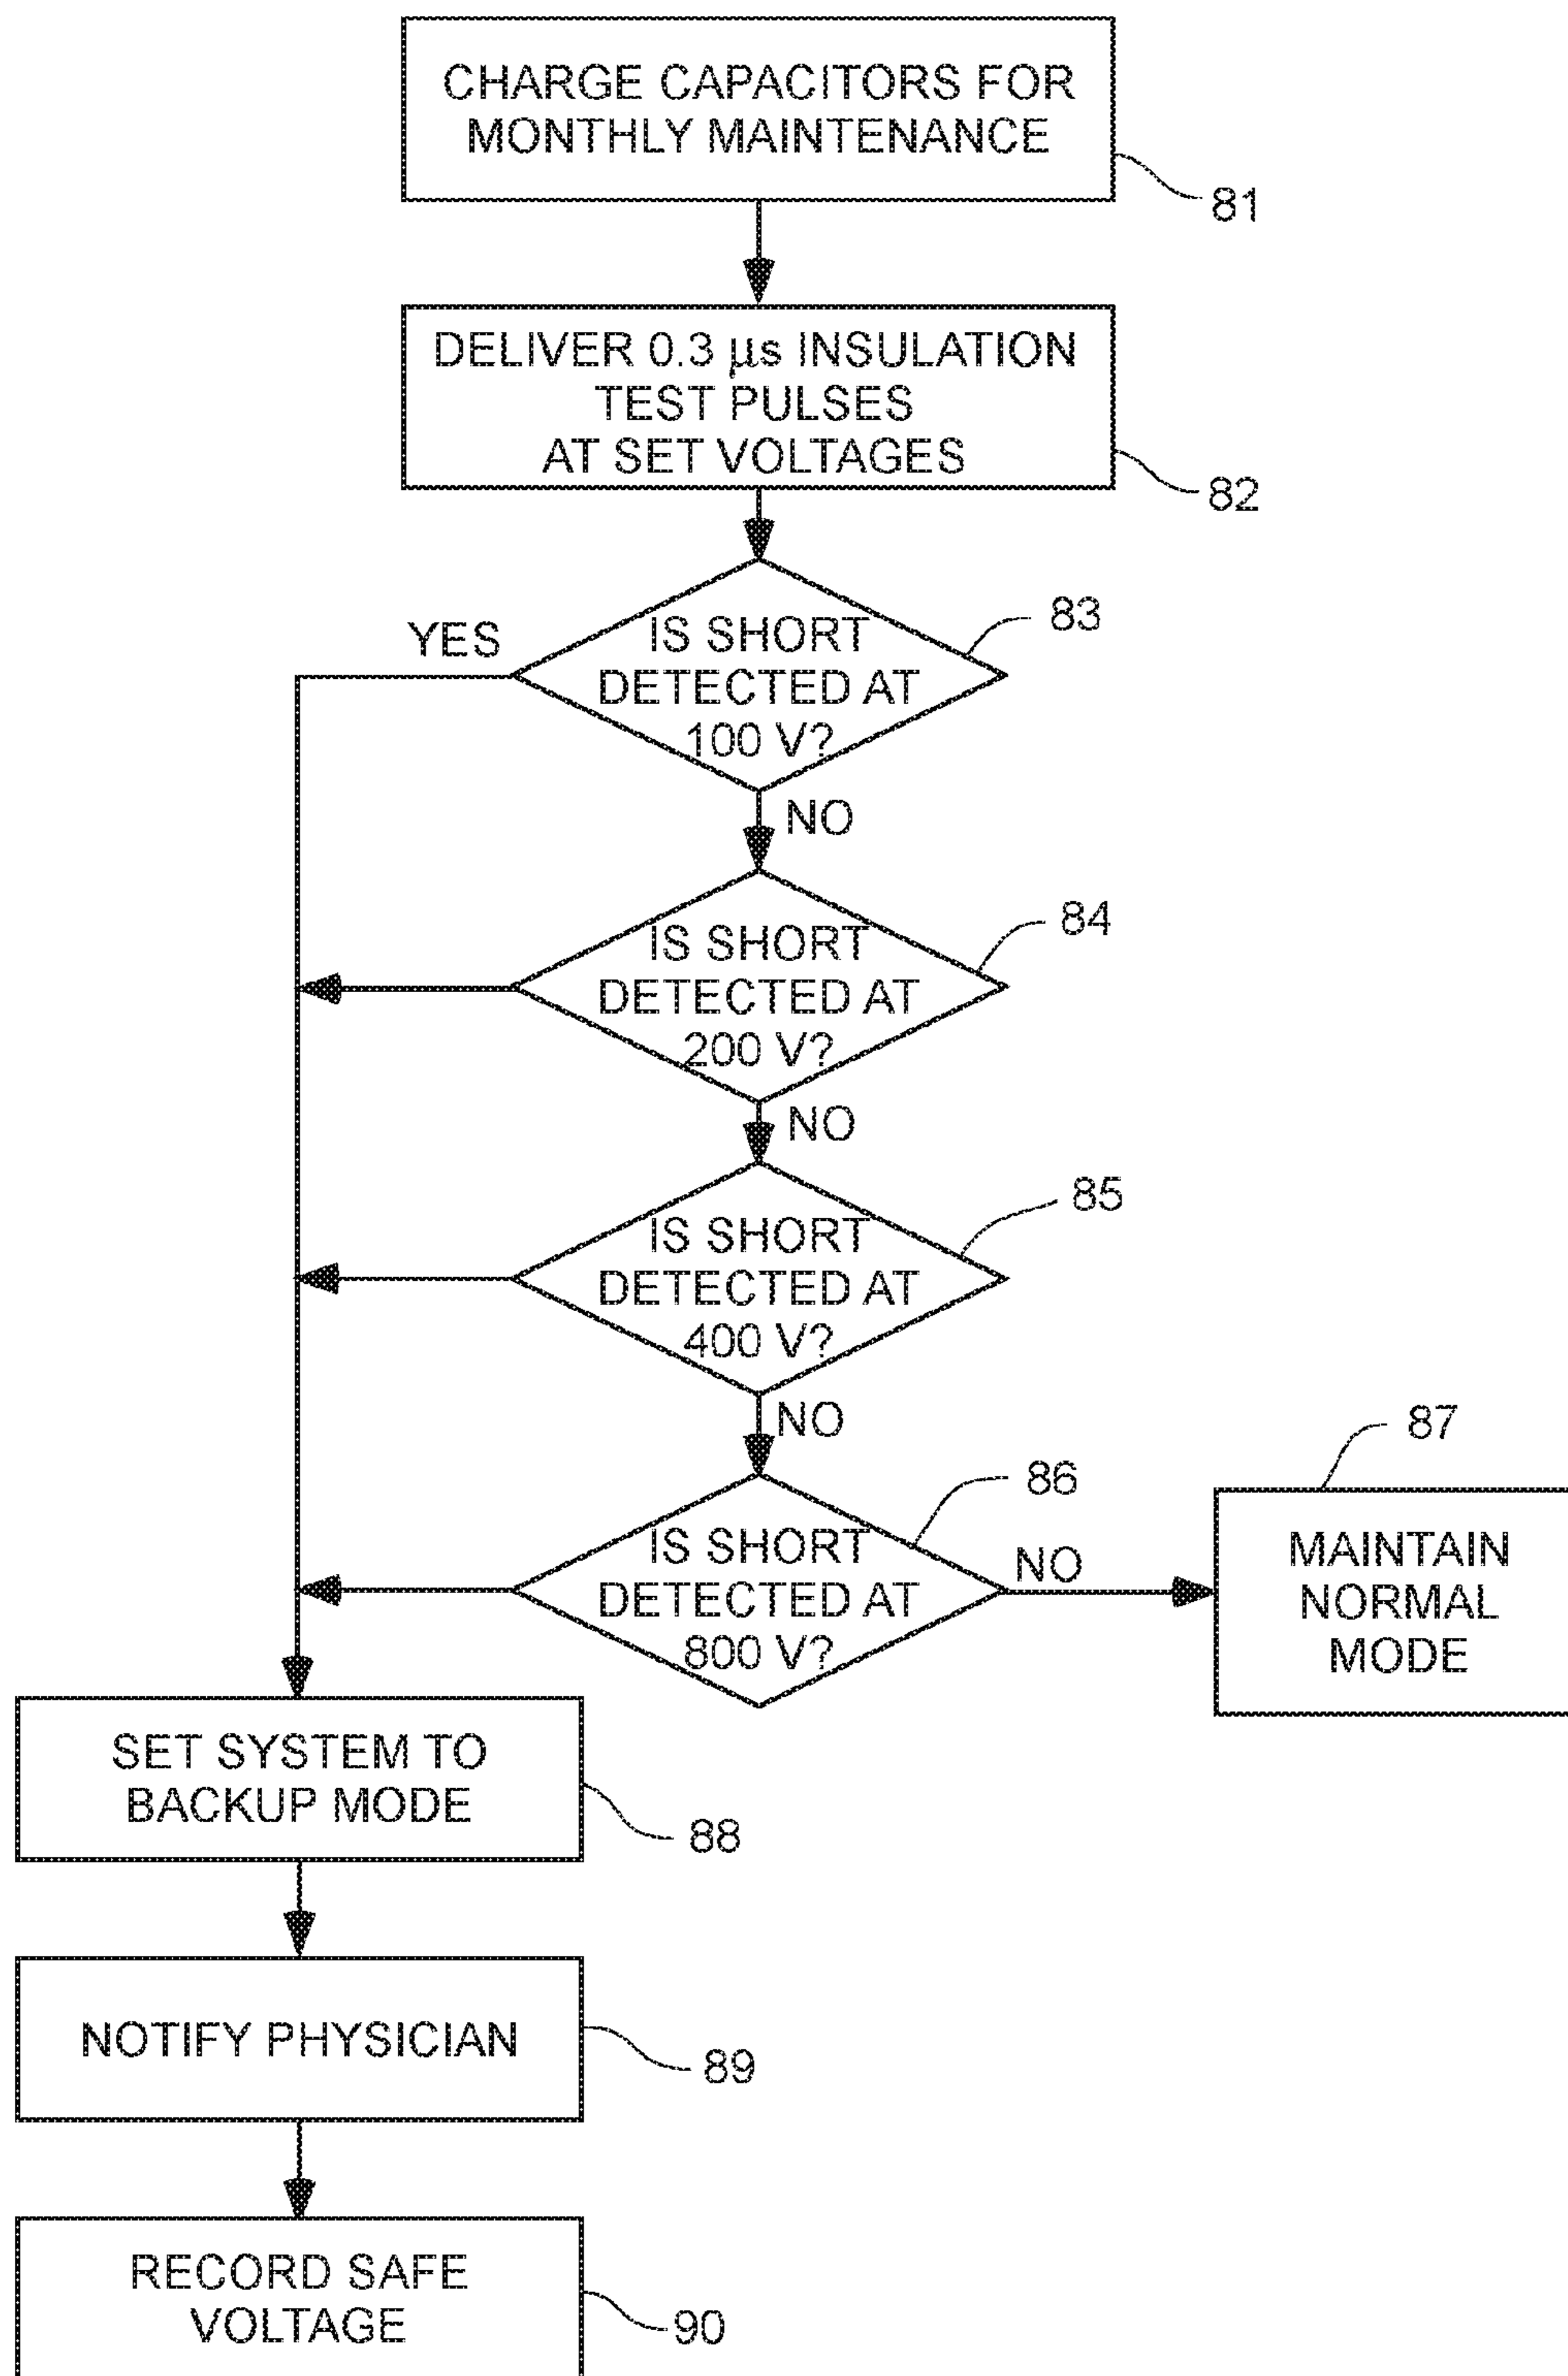 CHARGE CAPACITORS FOR
MONTHLY MAINTENANCE
81
DELIVER 0.3 µs INSULATION
TEST PULSES
AT SET VOLTAGES
82
YES
IS SHORT
DETECTED AT
100 V?
83
NO
IS SHORT
DETECTED AT
200 V?
84
NO
IS SHORT
DETECTED AT
400 V?
85
NO
IS SHORT
DETECTED AT
800 V?
86
NO
87
MAINTAIN
NORMAL
MODE
SET SYSTEM TO
BACKUP MODE
88
NOTIFY PHYSICIAN
89
RECORD SAFE
VOLTAGE
90